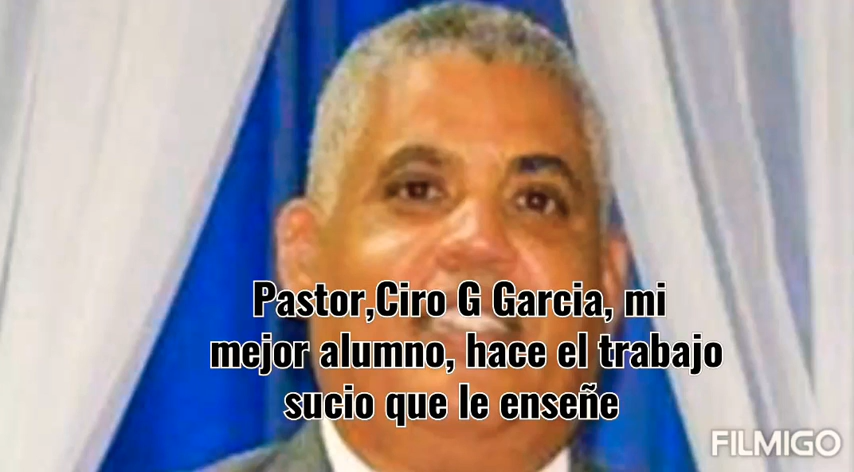 Pastor,Ciro G Garcia, mi
mejor alumno, hace el trabajo
sucio que le enseñe
FILMIGO